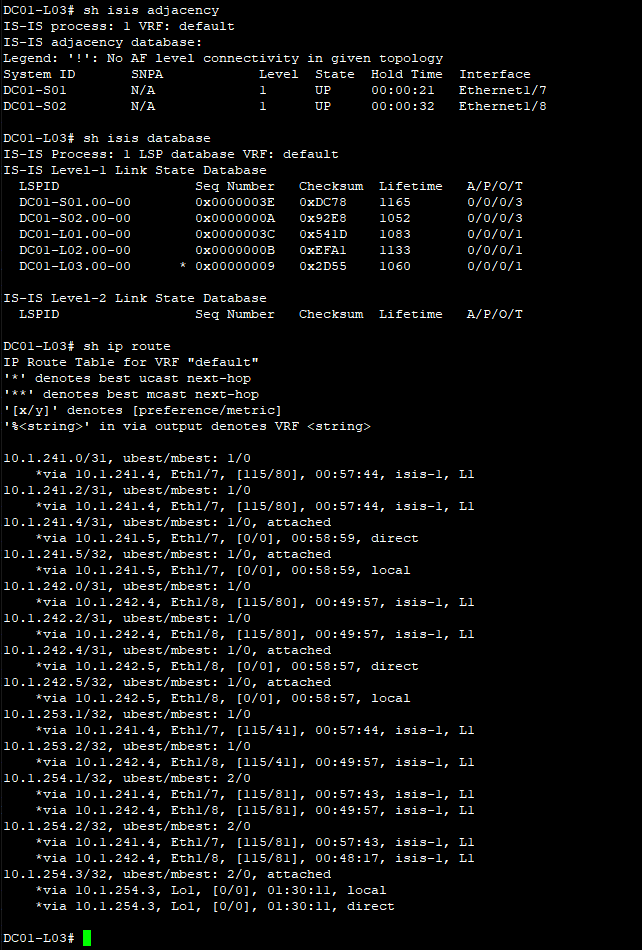 DC01-L03# sh isis adjacency
IS-IS process: 1 VRF: default
IS-IS adjacency database:
Legend: '!': No AF level connectivity in given topology
System ID       SNPA            Level  State  Hold Time  Interface
DC01-S01        N/A             1      UP     00:00:21   Ethernet1/7
DC01-S02        N/A             1      UP     00:00:32   Ethernet1/8
DC01-L03# sh isis database
IS-IS Process: 1 LSP database VRF: default
IS-IS Level-1 Link State Database
  LSPID                 Seq Number   Checksum  Lifetime   A/P/O/T
  DC01-S01.00-00        0x0000003E   0xDC78    1165       0/0/0/3
  DC01-S02.00-00        0x0000000A   0x92E8    1052       0/0/0/3
  DC01-L01.00-00        0x0000003C   0x541D    1083       0/0/0/1
  DC01-L02.00-00        0x0000000B   0xEFA1    1133       0/0/0/1
  DC01-L03.00-00      * 0x00000009   0x2D55    1060       0/0/0/1
IS-IS Level-2 Link State Database
  LSPID                 Seq Number   Checksum  Lifetime   A/P/O/T
DC01-L03# sh ip route
IP Route Table for VRF "default"
'*' denotes best ucast next-hop
'**' denotes best mcast next-hop
'[x/y]' denotes [preference/metric]
'%<string>' in via output denotes VRF <string>
10.1.241.0/31, ubest/mbest: 1/0
    *via 10.1.241.4, Eth1/7, [115/80], 00:57:44, isis-1, L1
10.1.241.2/31, ubest/mbest: 1/0
    *via 10.1.241.4, Eth1/7, [115/80], 00:57:44, isis-1, L1
10.1.241.4/31, ubest/mbest: 1/0, attached
    *via 10.1.241.5, Eth1/7, [0/0], 00:58:59, direct
10.1.241.5/32, ubest/mbest: 1/0, attached
    *via 10.1.241.5, Eth1/7, [0/0], 00:58:59, local
10.1.242.0/31, ubest/mbest: 1/0
    *via 10.1.242.4, Eth1/8, [115/80], 00:49:57, isis-1, L1
10.1.242.2/31, ubest/mbest: 1/0
    *via 10.1.242.4, Eth1/8, [115/80], 00:49:57, isis-1, L1
10.1.242.4/31, ubest/mbest: 1/0, attached
    *via 10.1.242.5, Eth1/8, [0/0], 00:58:57, direct
10.1.242.5/32, ubest/mbest: 1/0, attached
    *via 10.1.242.5, Eth1/8, [0/0], 00:58:57, local
10.1.253.1/32, ubest/mbest: 1/0
    *via 10.1.241.4, Eth1/7, [115/41], 00:57:44, isis-1, L1
10.1.253.2/32, ubest/mbest: 1/0
    *via 10.1.242.4, Eth1/8, [115/41], 00:49:57, isis-1, L1
10.1.254.1/32, ubest/mbest: 2/0
    *via 10.1.241.4, Eth1/7, [115/81], 00:57:43, isis-1, L1
    *via 10.1.242.4, Eth1/8, [115/81], 00:49:57, isis-1, L1
10.1.254.2/32, ubest/mbest: 2/0
    *via 10.1.241.4, Eth1/7, [115/81], 00:57:43, isis-1, L1
    *via 10.1.242.4, Eth1/8, [115/81], 00:48:17, isis-1, L1
10.1.254.3/32, ubest/mbest: 2/0, attached
    *via 10.1.254.3, Lo1, [0/0], 01:30:11, local
    *via 10.1.254.3, Lo1, [0/0], 01:30:11, direct
DC01-L03#